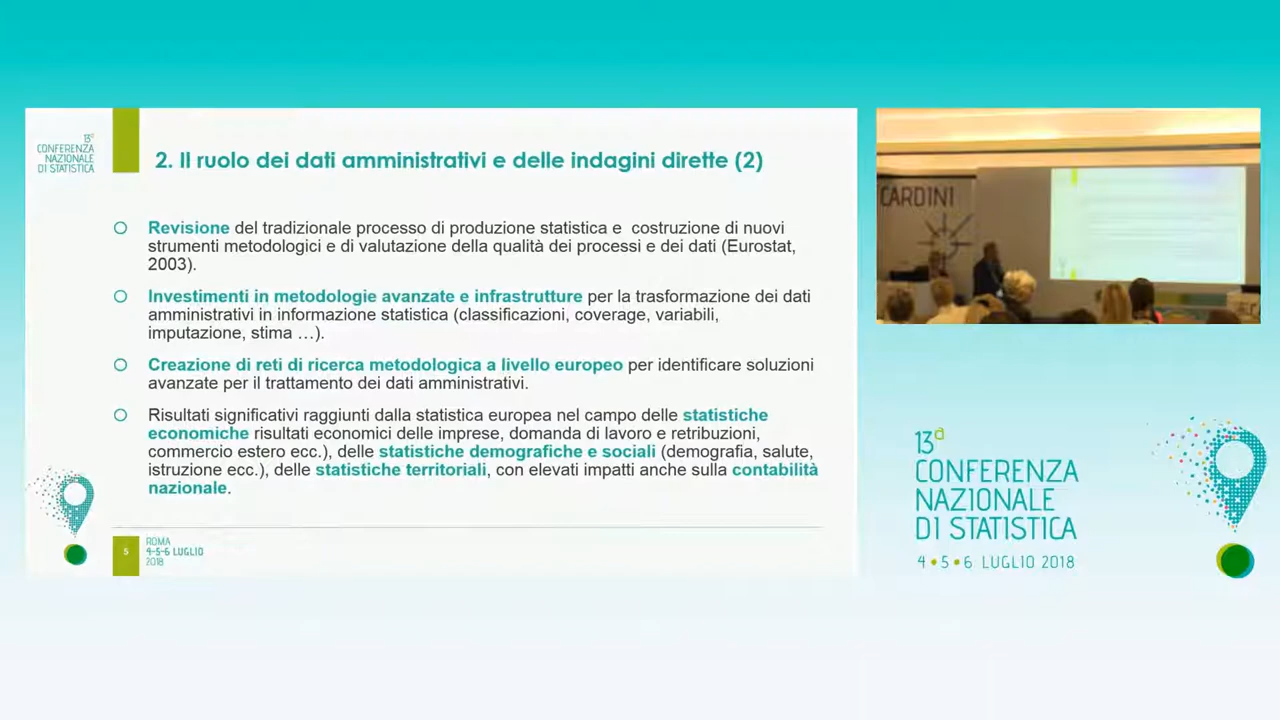 13ª
CONFERENZA
NAZIONALE
DI STATISTICA
2. Il ruolo dei dati amministrativi e delle indagini dirette (2)
Revisione del tradizionale processo di produzione statistica e costruzione di nuovi
strumenti metodologici e di valutazione della qualità dei processi e dei dati (Eurostat,
2003).
Investimenti in metodologie avanzate e infrastrutture per la trasformazione dei dati
amministrativi in informazione statistica (classificazioni, coverage, variabili,
imputazione, stima …).
Creazione di reti di ricerca metodologica a livello europeo per identificare soluzioni
avanzate per il trattamento dei dati amministrativi.
Risultati significativi raggiunti dalla statistica europea nel campo delle statistiche
economiche risultati economici delle imprese, domanda di lavoro e retribuzioni,
commercio estero ecc.), delle statistiche demografiche e sociali (demografia, salute,
istruzione ecc.), delle statistiche territoriali, con elevati impatti anche sulla contabilità
nazionale.
5
ROMA
4-5-6 LUGLIO
2018
CARDINI
13ª
CONFERENZA
NAZIONALE
DI STATISTICA
4 • 5 • 6 LUGLIO 2018